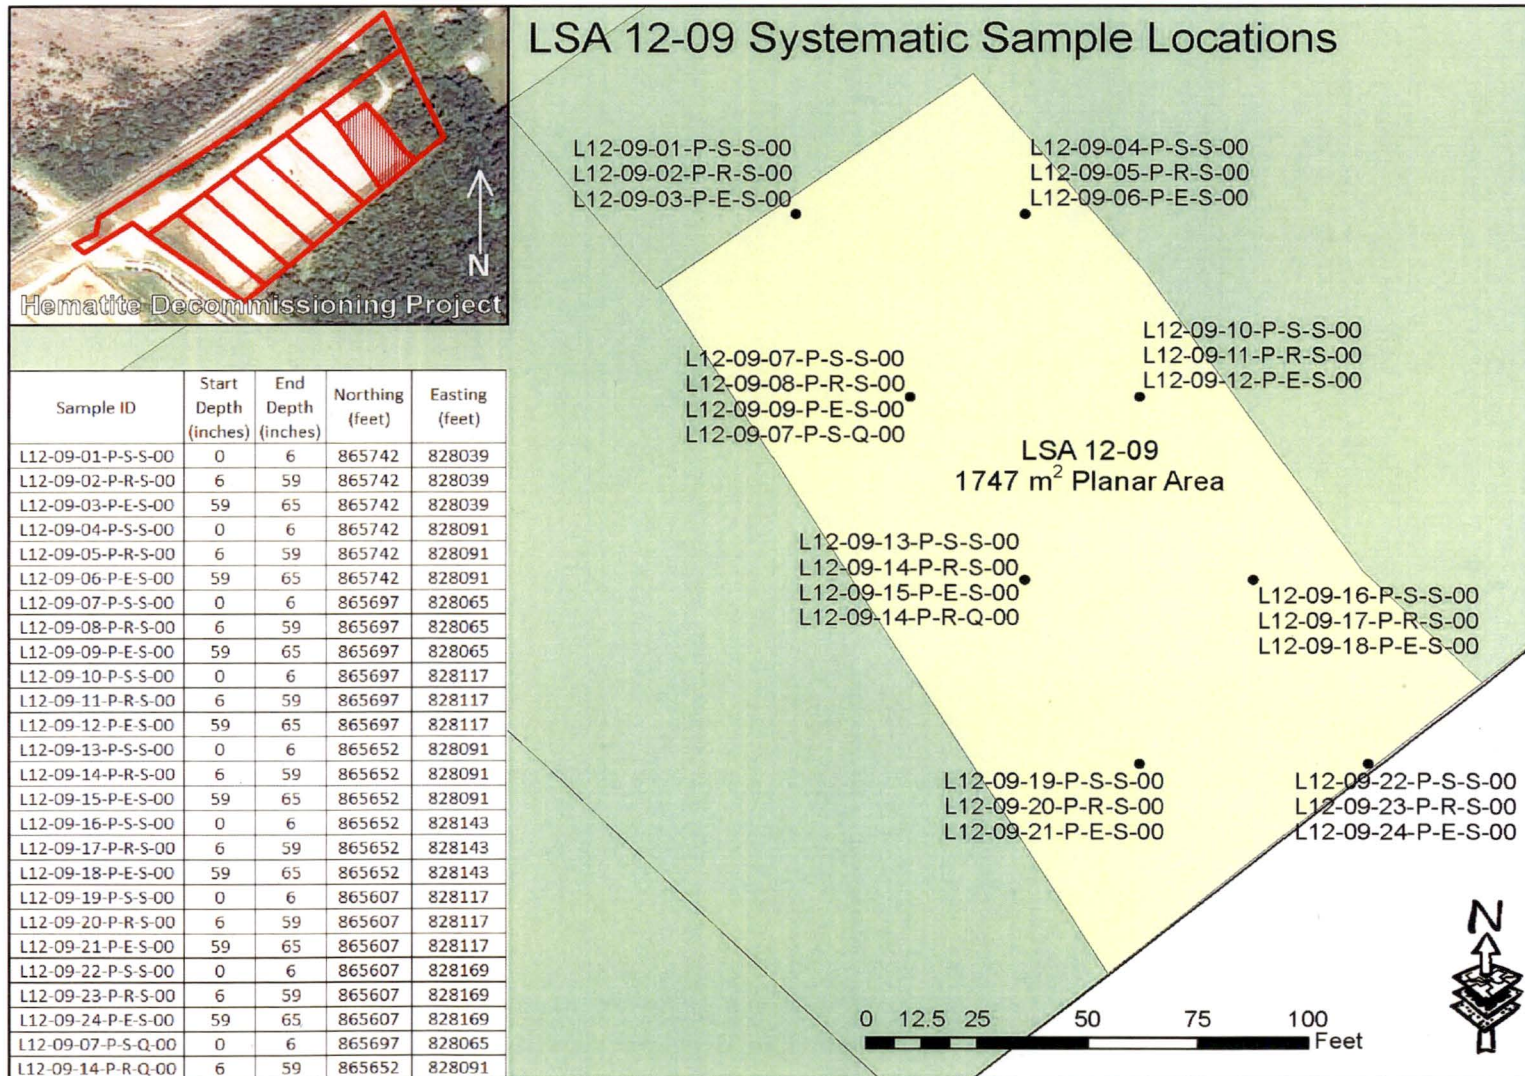 LSA 12-09 Systematic Sample Locations
N
Hematite Decommissioning Project
L12-09-01-P-S-S-00
L12-09-02-P-R-S-00
L12-09-03-P-E-S-00
L12-09-04-P-S-S-00
L12-09-05-P-R-S-00
L12-09-06-P-E-S-00
L12-09-07-P-S-S-00
L12-09-08-P-R-S-00
L12-09-09-P-E-S-00
L12-09-07-P-S-Q-00
L12-09-10-P-S-S-00
L12-09-11-P-R-S-00
L12-09-12-P-E-S-00
LSA 12-09
1747 m² Planar Area
L12-09-13-P-S-S-00
L12-09-14-P-R-S-00
L12-09-15-P-E-S-00
L12-09-14-P-R-Q-00
L12-09-16-P-S-S-00
L12-09-17-P-R-S-00
L12-09-18-P-E-S-00
L12-09-19-P-S-S-00
L12-09-20-P-R-S-00
L12-09-21-P-E-S-00
L12-09-22-P-S-S-00
L12-09-23-P-R-S-00
L12-09-24-P-E-S-00
Sample ID Start Depth (inches) End Depth (inches) Northing (feet) Easting (feet)
L12-09-01-P-S-S-00 0 6 865742 828039
L12-09-02-P-R-S-00 6 59 865742 828039
L12-09-03-P-E-S-00 59 65 865742 828039
L12-09-04-P-S-S-00 0 6 865742 828091
L12-09-05-P-R-S-00 6 59 865742 828091
L12-09-06-P-E-S-00 59 65 865742 828091
L12-09-07-P-S-S-00 0 6 865697 828065
L12-09-08-P-R-S-00 6 59 865697 828065
L12-09-09-P-E-S-00 59 65 865697 828065
L12-09-10-P-S-S-00 0 6 865697 828117
L12-09-11-P-R-S-00 6 59 865697 828117
L12-09-12-P-E-S-00 59 65 865697 828117
L12-09-13-P-S-S-00 0 6 865652 828091
L12-09-14-P-R-S-00 6 59 865652 828091
L12-09-15-P-E-S-00 59 65 865652 828091
L12-09-16-P-S-S-00 0 6 865652 828143
L12-09-17-P-R-S-00 6 59 865652 828143
L12-09-18-P-E-S-00 59 65 865652 828143
L12-09-19-P-S-S-00 0 6 865607 828117
L12-09-20-P-R-S-00 6 59 865607 828117
L12-09-21-P-E-S-00 59 65 865607 828117
L12-09-22-P-S-S-00 0 6 865607 828169
L12-09-23-P-R-S-00 6 59 865607 828169
L12-09-24-P-E-S-00 59 65 865607 828169
L12-09-07-P-S-Q-00 0 6 865697 828065
L12-09-14-P-R-Q-00 6 59 865652 828091
N
0 12.5 25 50 75 100
Feet